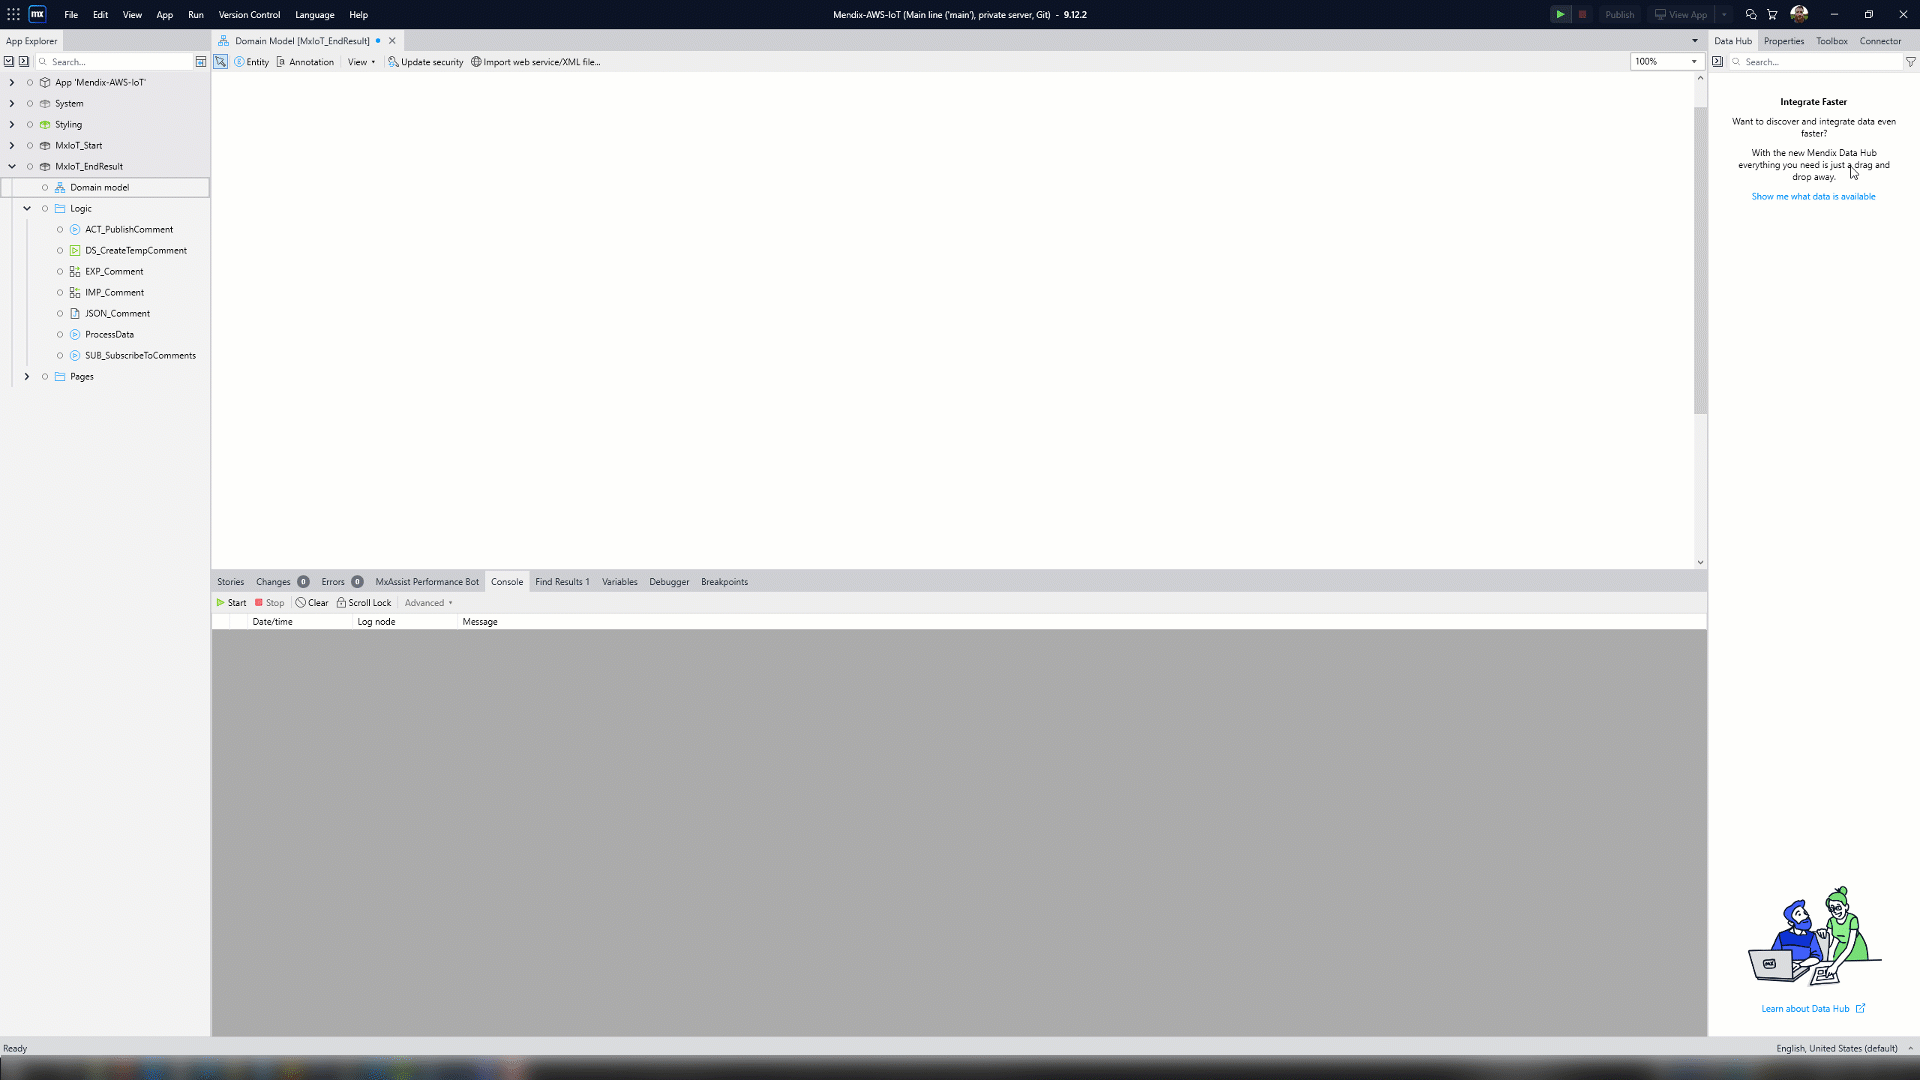 mx File Edit View App Run Version Control Language Help
Mendix-AWS-IoT (Main line ('main'), private server, Git) - 9.12.2
Publish View App
App Explorer
Search...
App 'Mendix-AWS-IoT'
System
Styling
MxIoT_Start
MxIoT_EndResult
Domain model
Logic
ACT_PublishComment
DS_CreateTempComment
EXP_Comment
IMP_Comment
JSON_Comment
ProcessData
SUB_SubscribeToComments
Pages
Domain Model [MxIoT_EndResult]
Entity Annotation View Update security Import web service/XML file...
100%
Stories Changes 0 Errors 0 MxAssist Performance Bot Console Find Results 1 Variables Debugger Breakpoints
Start Stop Clear Scroll Lock Advanced
Date/time Log node Message
Data Hub Properties Toolbox Connector
Search...
Integrate Faster
Want to discover and integrate data even
faster?
With the new Mendix Data Hub
everything you need is just a drag and
drop away.
Show me what data is available
mx
Learn about Data Hub
Ready
English, United States (default)